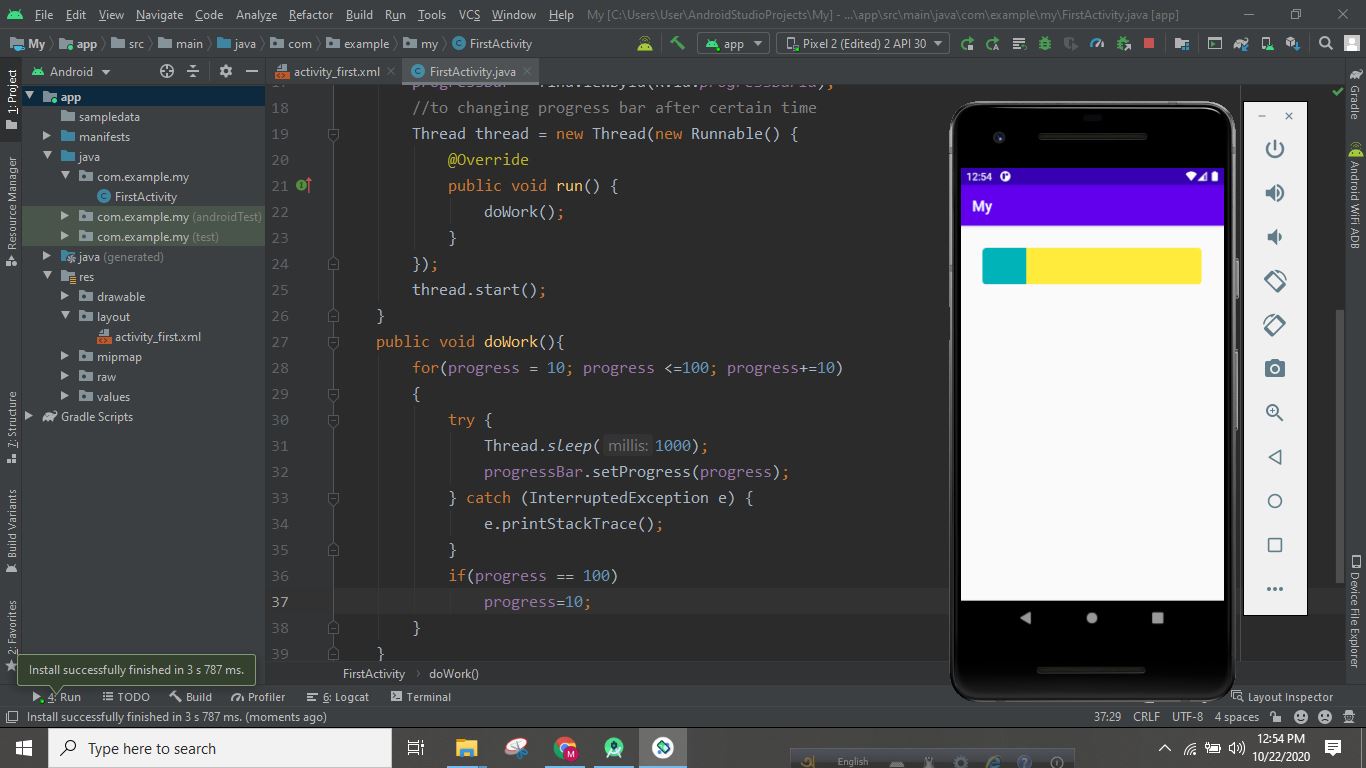 File Edit View Navigate Code Analyze Refactor Build Run Tools VCS Window Help My [C:\Users\User\AndroidStudioProjects\My] - ...\app\src\main\java\com\example\my\FirstActivity.java [app]
My app src main java com example my FirstActivity app Pixel 2 (Edited) 2 API 30
Android activity_first.xml FirstActivity.java
1: Project
Resource Manager
7: Structure
Build Variants
2: Favorites
app
sampledata
manifests
java
com.example.my
FirstActivity
com.example.my (androidTest)
com.example.my (test)
java (generated)
res
drawable
layout
activity_first.xml
mipmap
raw
values
Gradle Scripts
18 //to changing progress bar after certain time
19 Thread thread = new Thread(new Runnable() {
20 @Override
21 public void run() {
22 doWork();
23 }
24 });
25 thread.start();
26 }
27 public void doWork(){
28 for(progress = 10; progress <=100; progress+=10)
29 {
30 try {
31 Thread.sleep( millis: 1000);
32 progressBar.setProgress(progress);
33 } catch (InterruptedException e) {
34 e.printStackTrace();
35 }
36 if(progress == 100)
37 progress=10;
38 }
39 }
12:54
My
Gradle
Android WiFi ADB
Device File Explorer
Install successfully finished in 3 s 787 ms.
FirstActivity doWork()
4: Run TODO Build Profiler 6: Logcat Terminal Layout Inspector
Install successfully finished in 3 s 787 ms. (moments ago) 37:29 CRLF UTF-8 4 spaces
Type here to search
English
12:54 PM
10/22/2020